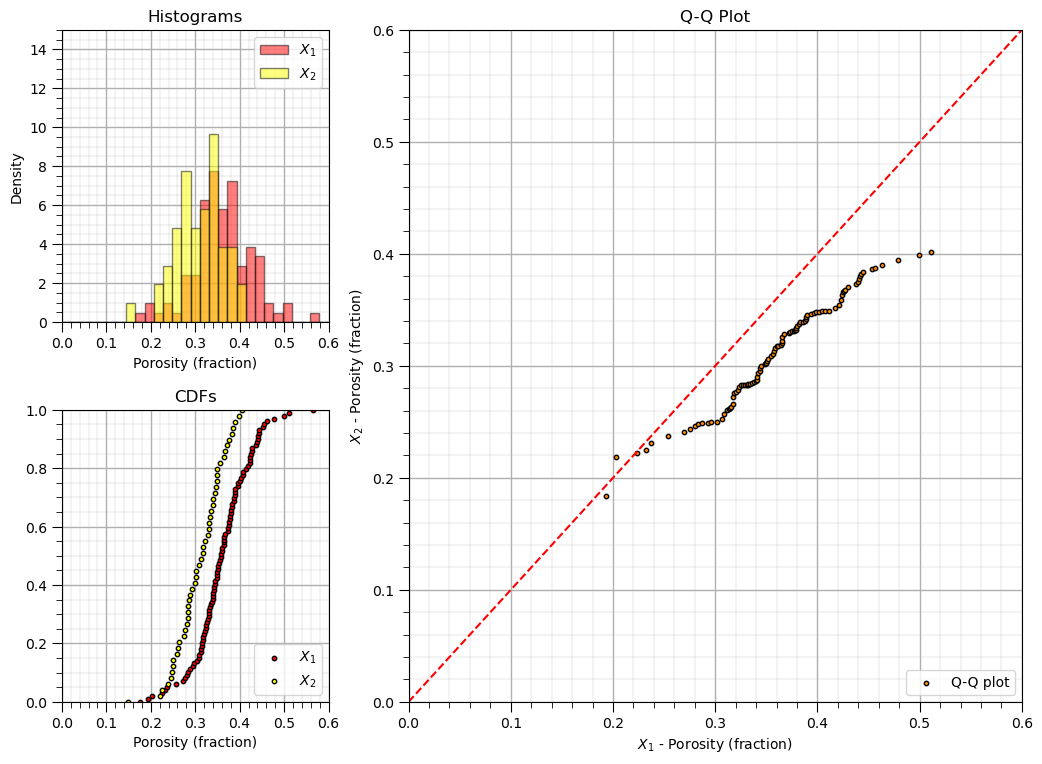 Histograms
Density
14
12
10
8
6
4
2
0
X₁
X₂
0.0 0.1 0.2 0.3 0.4 0.5 0.6
Porosity (fraction)
CDFs
1.0
0.8
0.6
0.4
0.2
0.0
X₁
X₂
0.0 0.1 0.2 0.3 0.4 0.5 0.6
Porosity (fraction)
Q-Q Plot
X₂ - Porosity (fraction)
0.6
0.5
0.4
0.3
0.2
0.1
0.0
Q-Q plot
0.0 0.1 0.2 0.3 0.4 0.5 0.6
X₁ - Porosity (fraction)